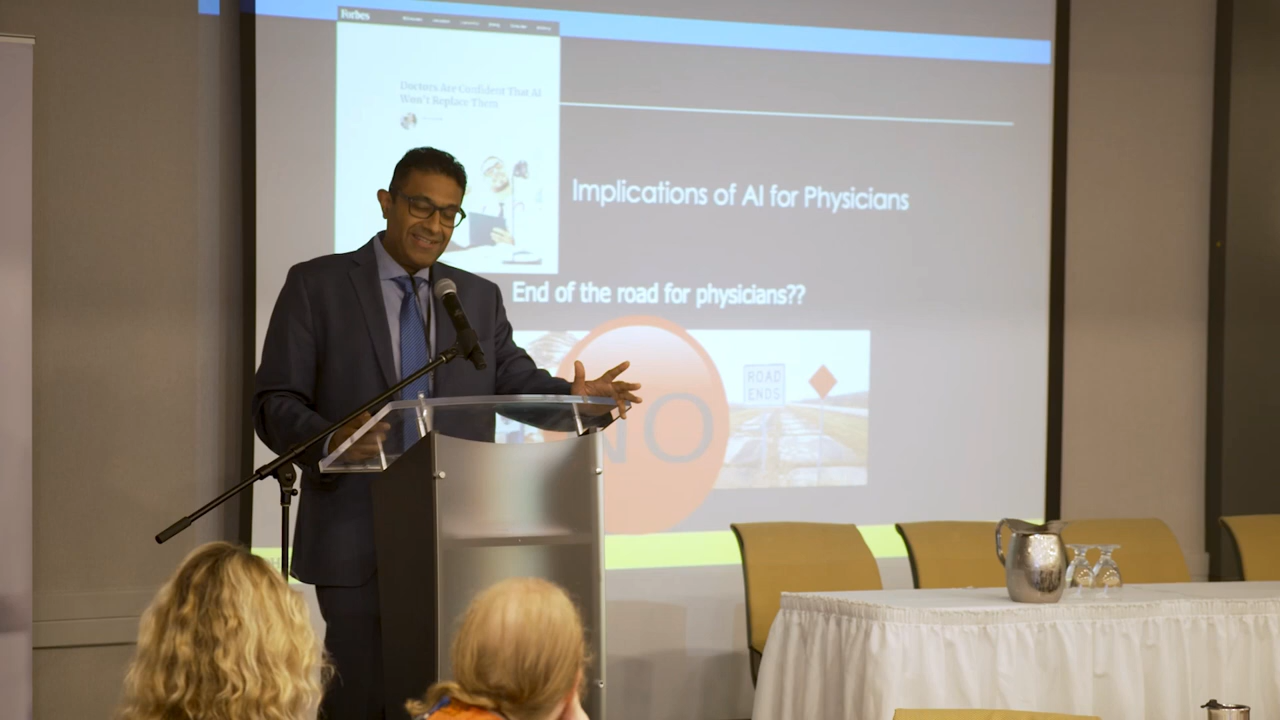 Forbes
Doctors Are Confident That AI
Won't Replace Them
Implications of AI for Physicians
End of the road for physicians??
NO
ROAD
ENDS